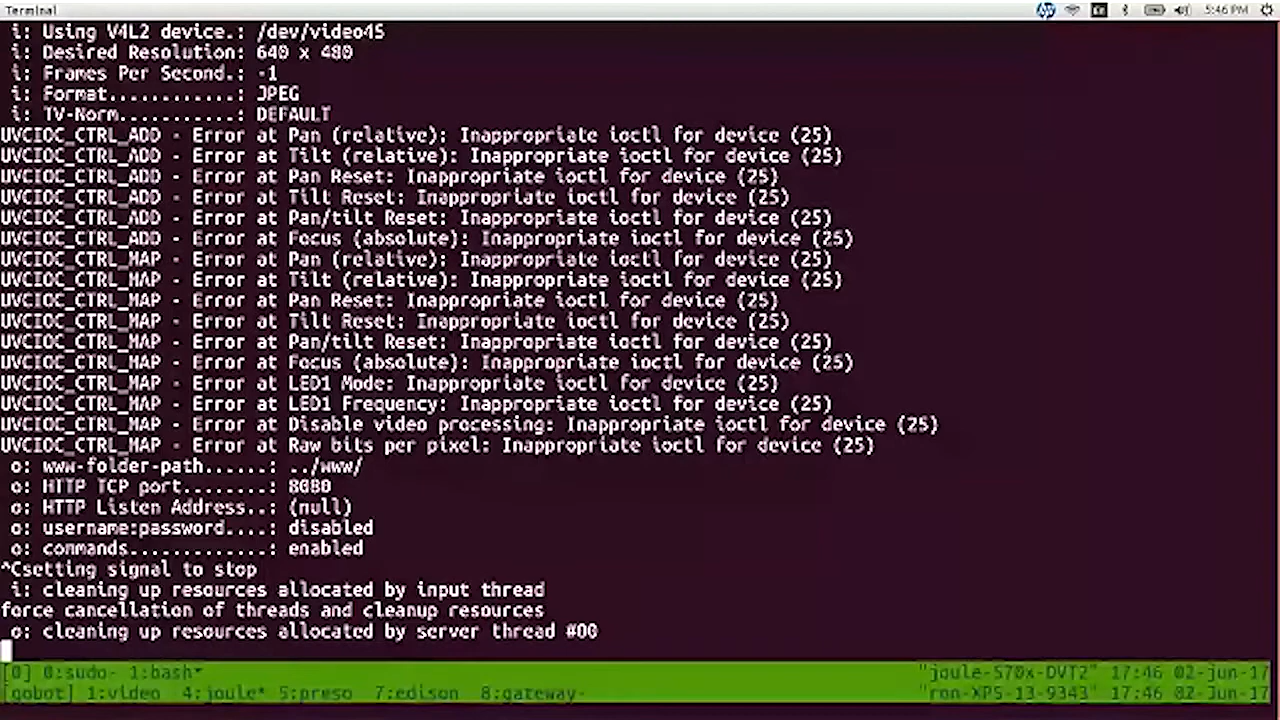 Terminal
5:46 PM
i: Using V4L2 device.: /dev/video45
i: Desired Resolution: 640 x 480
i: Frames Per Second.: -1
i: Format............: JPEG
i: TV-Norm...........: DEFAULT
UVCIOC_CTRL_ADD - Error at Pan (relative): Inappropriate ioctl for device (25)
UVCIOC_CTRL_ADD - Error at Tilt (relative): Inappropriate ioctl for device (25)
UVCIOC_CTRL_ADD - Error at Pan Reset: Inappropriate ioctl for device (25)
UVCIOC_CTRL_ADD - Error at Tilt Reset: Inappropriate ioctl for device (25)
UVCIOC_CTRL_ADD - Error at Pan/tilt Reset: Inappropriate ioctl for device (25)
UVCIOC_CTRL_ADD - Error at Focus (absolute): Inappropriate ioctl for device (25)
UVCIOC_CTRL_MAP - Error at Pan (relative): Inappropriate ioctl for device (25)
UVCIOC_CTRL_MAP - Error at Tilt (relative): Inappropriate ioctl for device (25)
UVCIOC_CTRL_MAP - Error at Pan Reset: Inappropriate ioctl for device (25)
UVCIOC_CTRL_MAP - Error at Tilt Reset: Inappropriate ioctl for device (25)
UVCIOC_CTRL_MAP - Error at Pan/tilt Reset: Inappropriate ioctl for device (25)
UVCIOC_CTRL_MAP - Error at Focus (absolute): Inappropriate ioctl for device (25)
UVCIOC_CTRL_MAP - Error at LED1 Mode: Inappropriate ioctl for device (25)
UVCIOC_CTRL_MAP - Error at LED1 Frequency: Inappropriate ioctl for device (25)
UVCIOC_CTRL_MAP - Error at Disable video processing: Inappropriate ioctl for device (25)
UVCIOC_CTRL_MAP - Error at Raw bits per pixel: Inappropriate ioctl for device (25)
o: www-folder-path......: ../www/
o: HTTP TCP port........: 8080
o: HTTP Listen Address..: (null)
o: username:password....: disabled
o: commands.............: enabled
^Csetting signal to stop
i: cleaning up resources allocated by input thread
force cancellation of threads and cleanup resources
o: cleaning up resources allocated by server thread #00
[0] 0:sudo- 1:bash* "joule-570x-DVT2" 17:46 02-jun-17
[gobot] 1:video 4:joule* 5:preso 7:edison 8:gateway- "ron-XPS-13-9343" 17:46 02-Jun-17